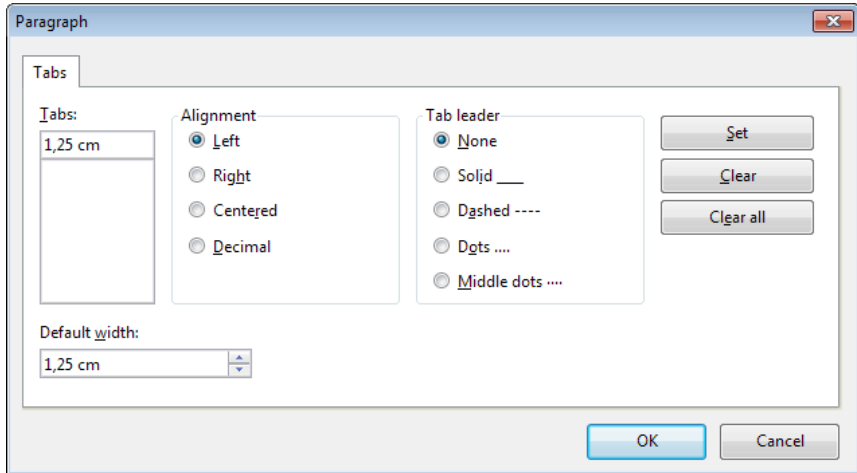 Paragraph
Tabs
Tabs:
1,25 cm
Alignment
Left
Right
Centered
Decimal
Tab leader
None
Solid ___
Dashed ----
Dots ....
Middle dots ····
Set
Clear
Clear all
Default width:
1,25 cm
OK
Cancel